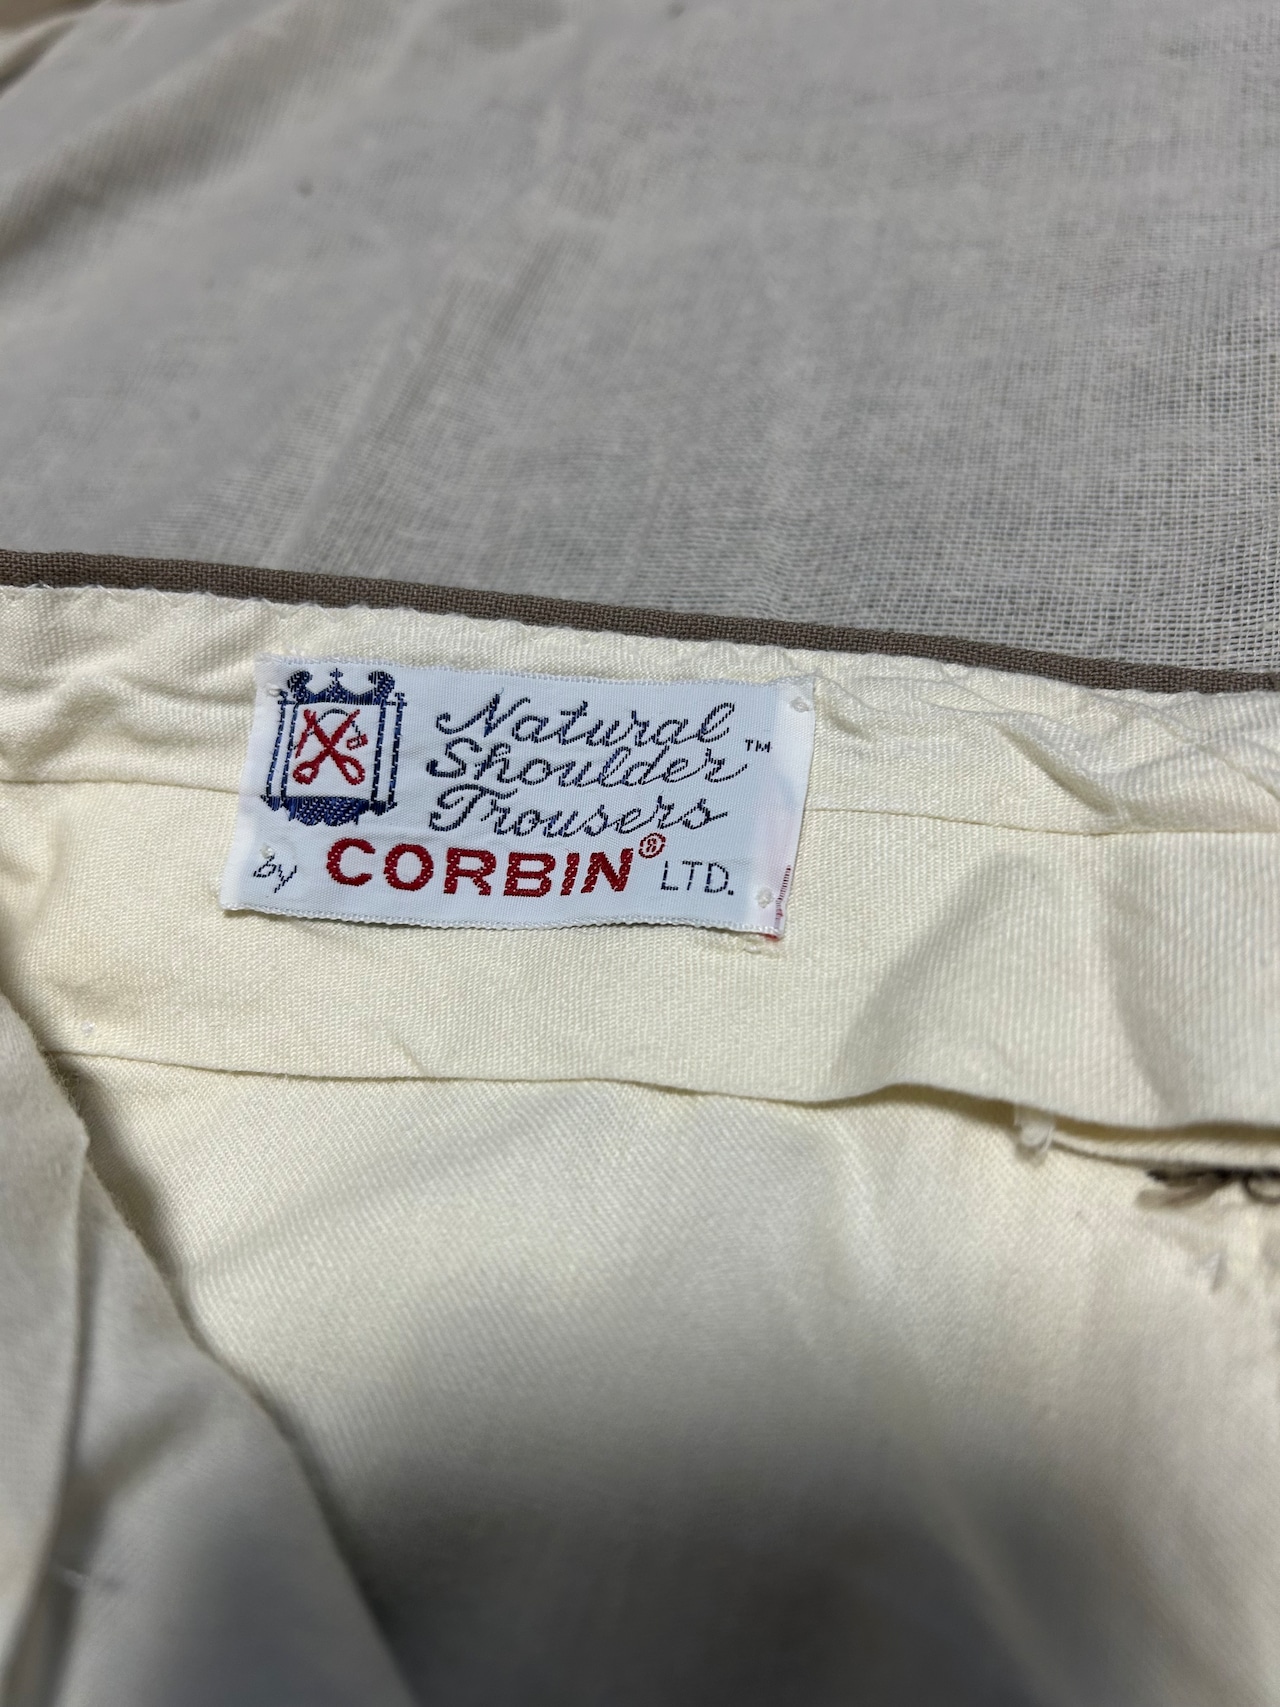 Natural
Shoulder™
Trousers
by CORBIN® LTD.